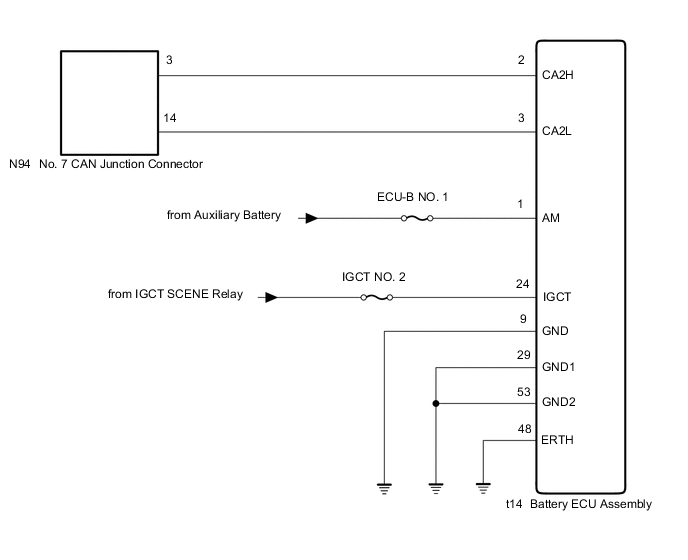 3
2
CA2H
14
3
CA2L
N94 No. 7 CAN Junction Connector
ECU-B NO. 1
1
from Auxiliary Battery
AM
IGCT NO. 2
24
from IGCT SCENE Relay
IGCT
9
GND
29
GND1
53
GND2
48
ERTH
t14 Battery ECU Assembly